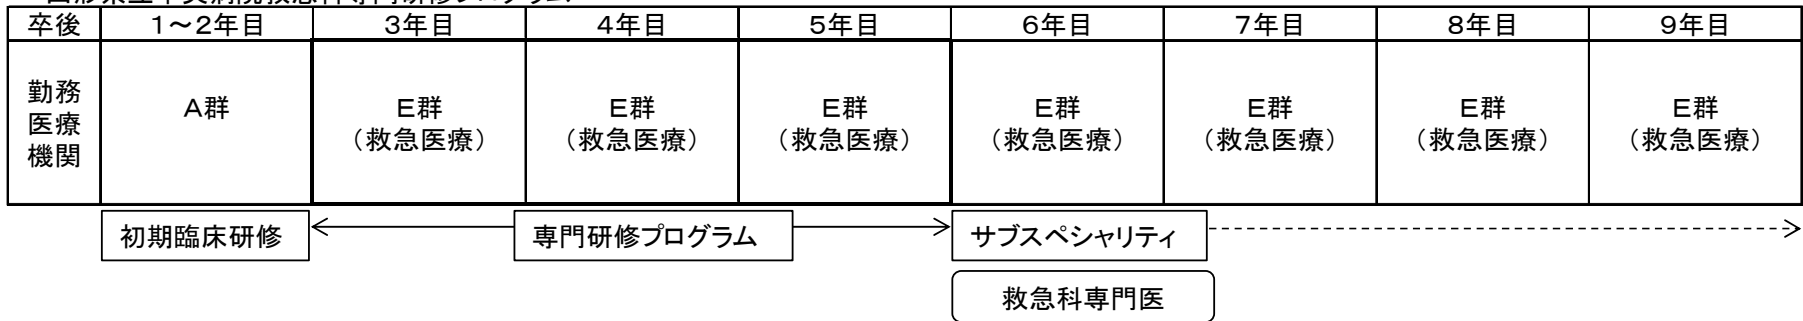 卒後 1～2年目 3年目 4年目 5年目 6年目 7年目 8年目 9年目
勤務医療機関 A群 E群（救急医療） E群（救急医療） E群（救急医療） E群（救急医療） E群（救急医療） E群（救急医療） E群（救急医療）
初期臨床研修 専門研修プログラム サブスペシャリティ
救急科専門医